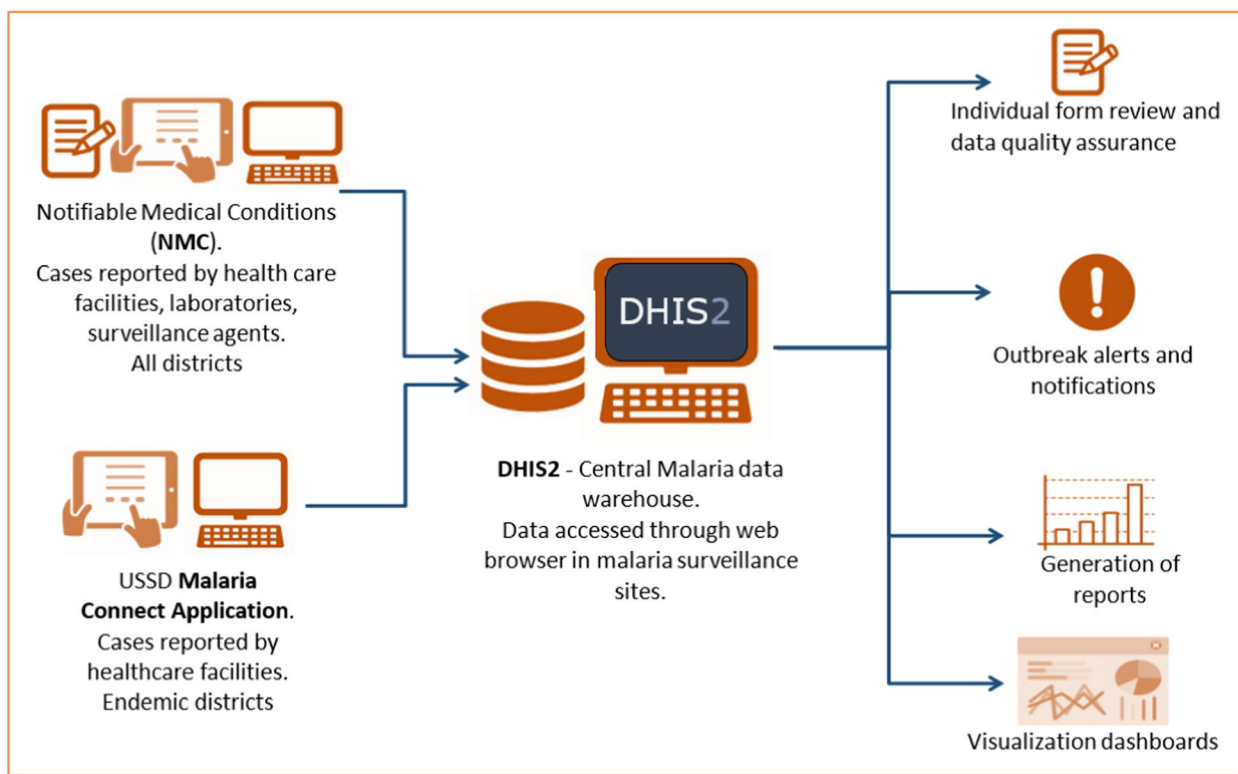 Notifiable Medical Conditions
(NMC).
Cases reported by health care
facilities, laboratories,
surveillance agents.
All districts
USSD Malaria
Connect Application.
Cases reported by
healthcare facilities.
Endemic districts
DHIS2
DHIS2 - Central Malaria data
warehouse.
Data accessed through web
browser in malaria surveillance
sites.
Individual form review and
data quality assurance
Outbreak alerts and
notifications
Generation of
reports
Visualization dashboards